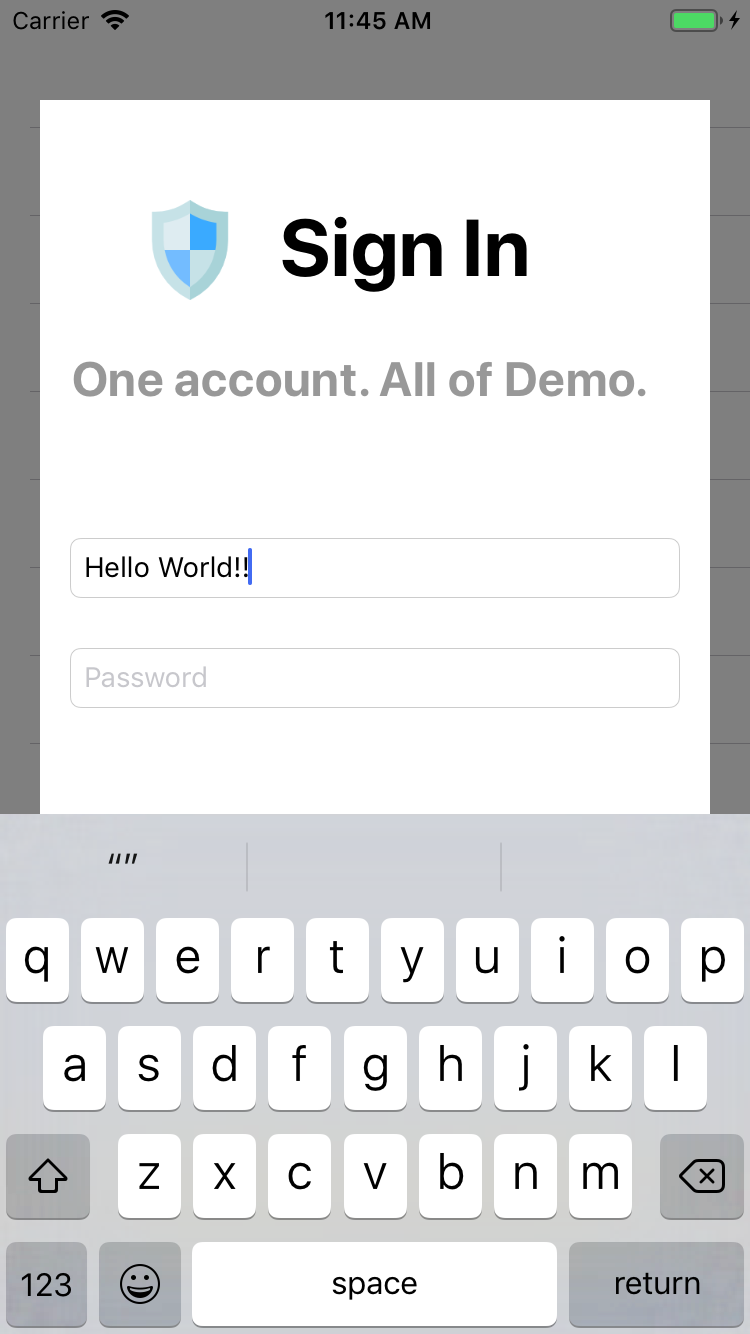 Carrier 11:45 AM
Sign In
One account. All of Demo.
Hello World!!
Password
“”
q w e r t y u i o p
a s d f g h j k l
z x c v b n m
123 space return